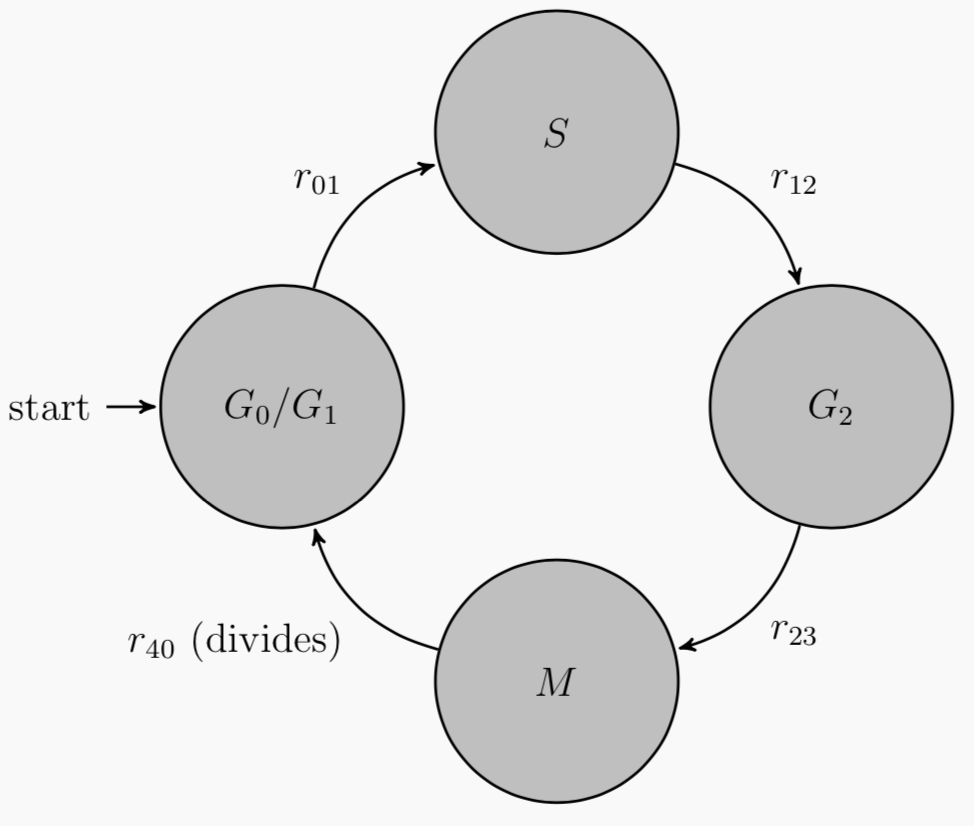 S
r₀₁
r₁₂
start
G₀/G₁
G₂
r₄₀ (divides)
r₂₃
M